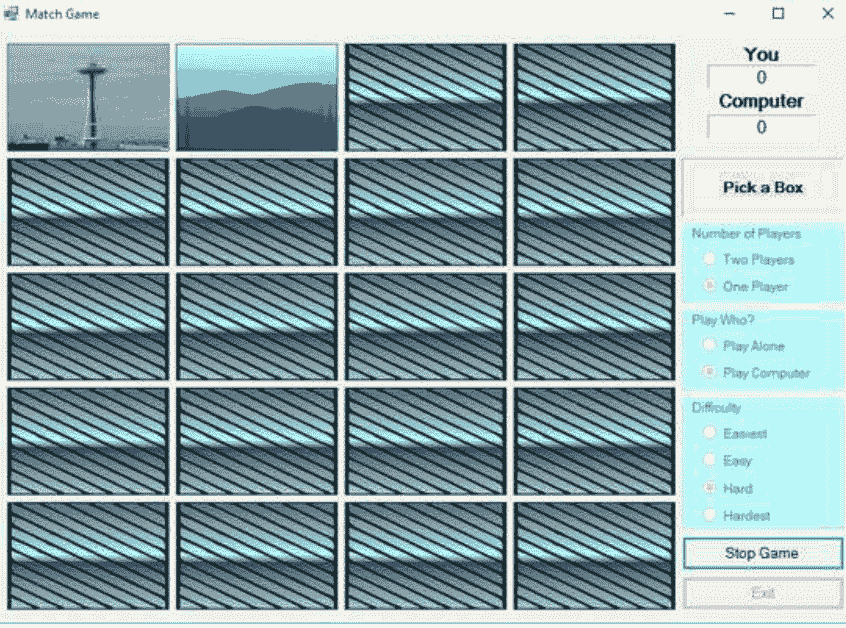 Match Game
You
0
Computer
0
Pick a Box
Number of Players
Two Players
One Player
Play Who?
Play Alone
Play Computer
Difficulty
Easiest
Easy
Hard
Hardest
Stop Game
Exit